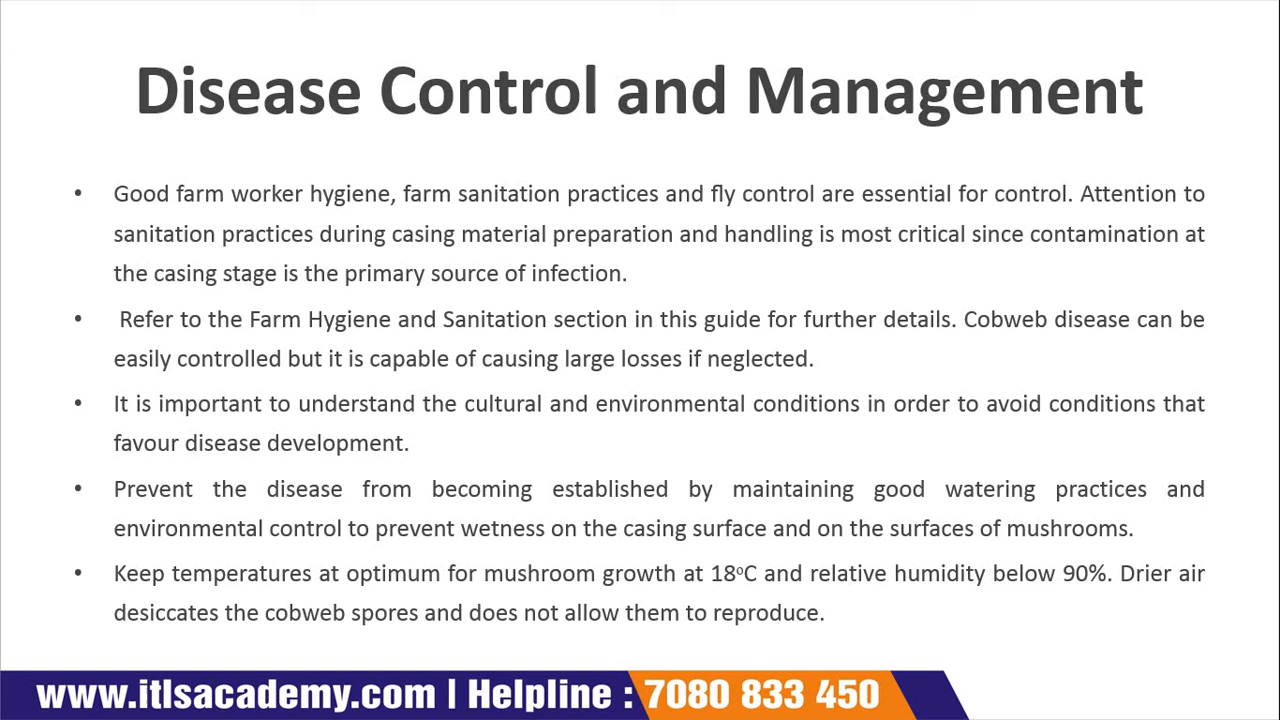 Disease Control and Management
• Good farm worker hygiene, farm sanitation practices and fly control are essential for control. Attention to
sanitation practices during casing material preparation and handling is most critical since contamination at
the casing stage is the primary source of infection.
• Refer to the Farm Hygiene and Sanitation section in this guide for further details. Cobweb disease can be
easily controlled but it is capable of causing large losses if neglected.
• It is important to understand the cultural and environmental conditions in order to avoid conditions that
favour disease development.
• Prevent the disease from becoming established by maintaining good watering practices and
environmental control to prevent wetness on the casing surface and on the surfaces of mushrooms.
• Keep temperatures at optimum for mushroom growth at 18ºC and relative humidity below 90%. Drier air
desiccates the cobweb spores and does not allow them to reproduce.
www.itlsacademy.com | Helpline : 7080 833 450